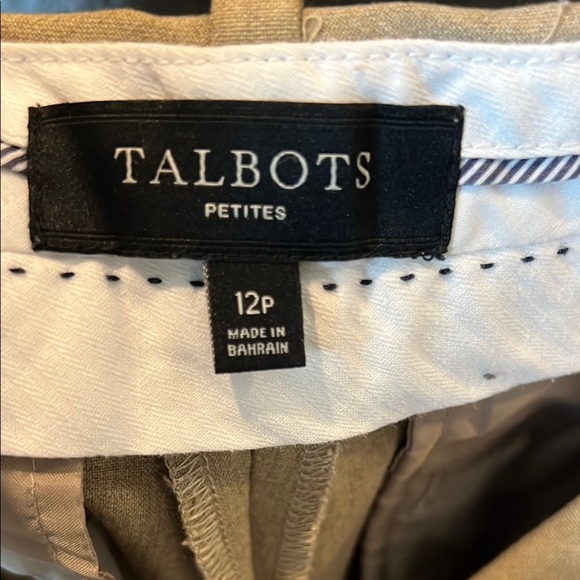 TALBOTS
PETITES
12P
MADE IN
BAHRAIN